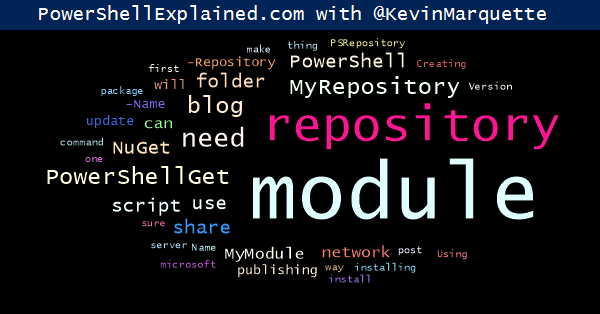 PowerShellExplained.com with @KevinMarquette
make thing PSRepository
first -Repository PowerShell Creating
package will folder MyRepository Version
-Name blog
update can repository
command NuGet need
one
PowerShellGet module
script use
sure share
server Name MyModule network post Using
microsoft publishing way installing
install